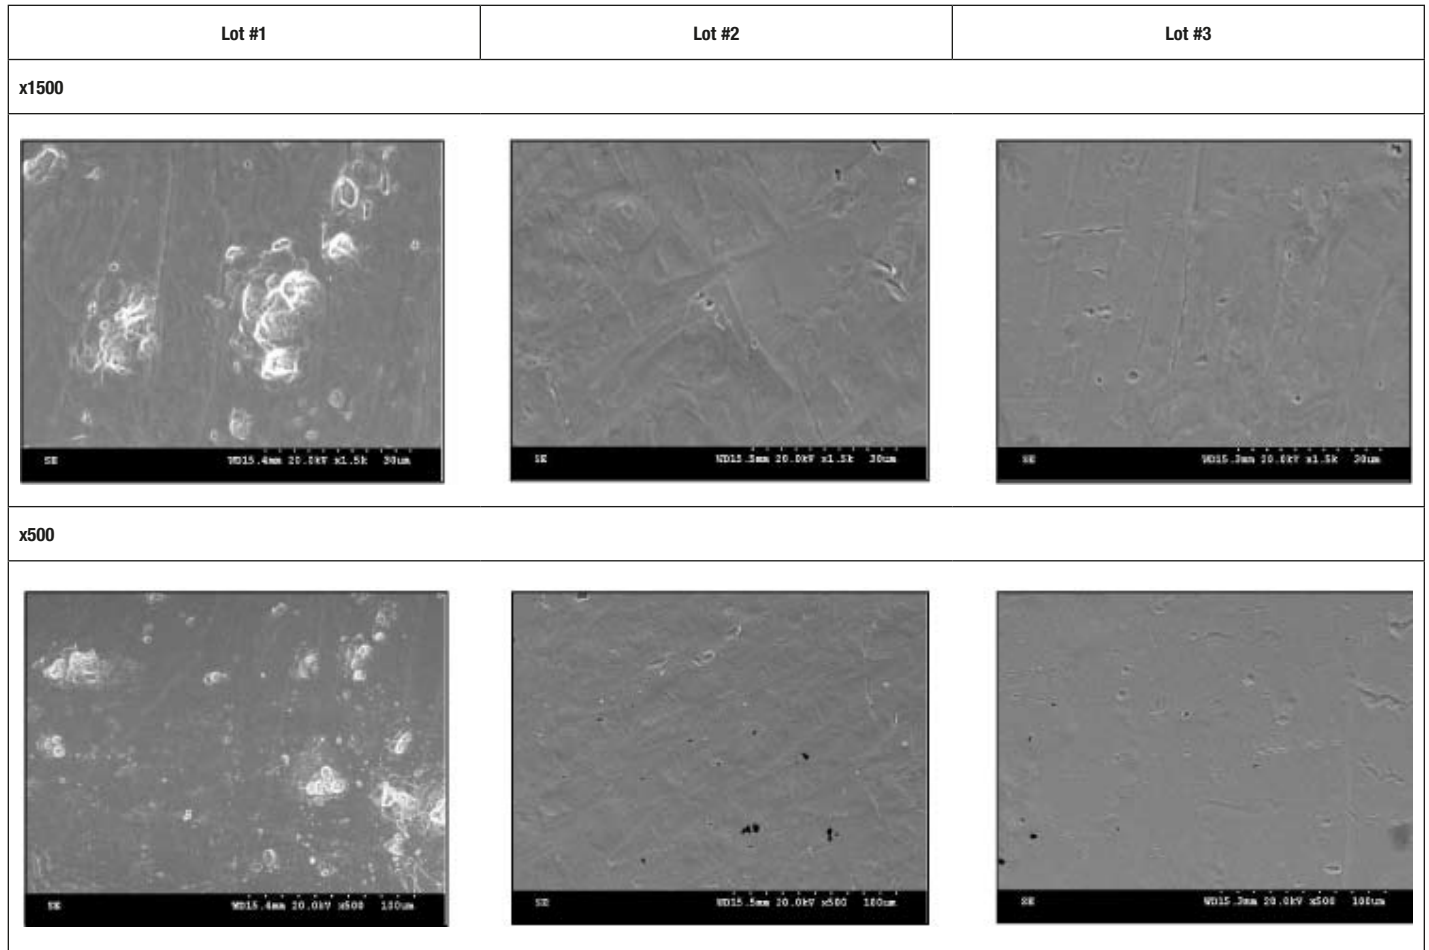 Lot #1 Lot #2 Lot #3
x1500
SE WD15.4mm 20.0kV x1.5k 30um
SE WD15.5mm 20.0kV x1.5k 30um
SE WD15.3mm 20.0kV x1.5k 30um
x500
SE WD15.4mm 20.0kV x500 100um
SE WD15.5mm 20.0kV x500 100um
SE WD15.3mm 20.0kV x500 100um